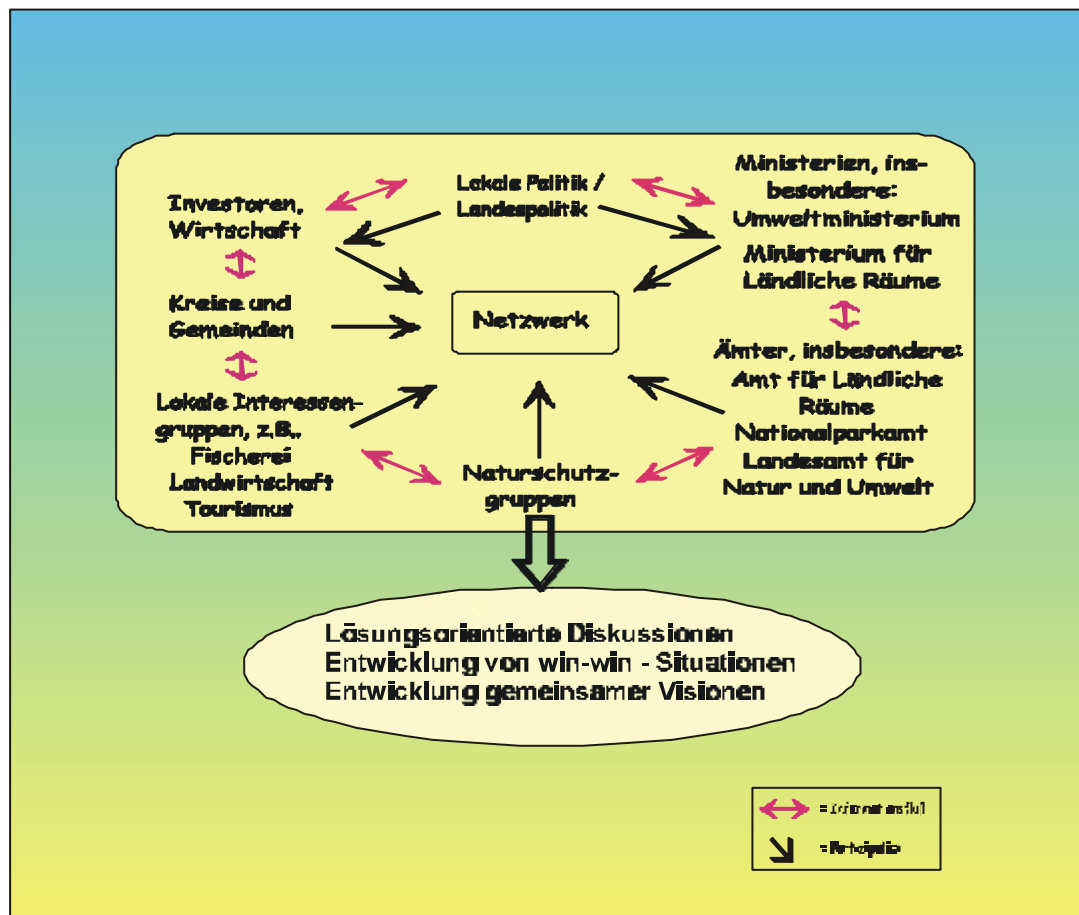 Lokale Politik /
Landespolitik
Ministerien, ins-
besondere:
Umweltministerium
Ministerium für
Ländliche Räume
Investoren,
Wirtschaft
Kreise und
Gemeinden
Netzwerk
Ämter, insbesondere:
Amt für Ländliche
Räume
Nationalparkamt
Landesamt für
Natur und Umwelt
Lokale Interessen-
gruppen, z.B.,
Fischerei
Landwirtschaft
Tourismus
Naturschutz-
gruppen
Lösungsorientierte Diskussionen
Entwicklung von win-win - Situationen
Entwicklung gemeinsamer Visionen